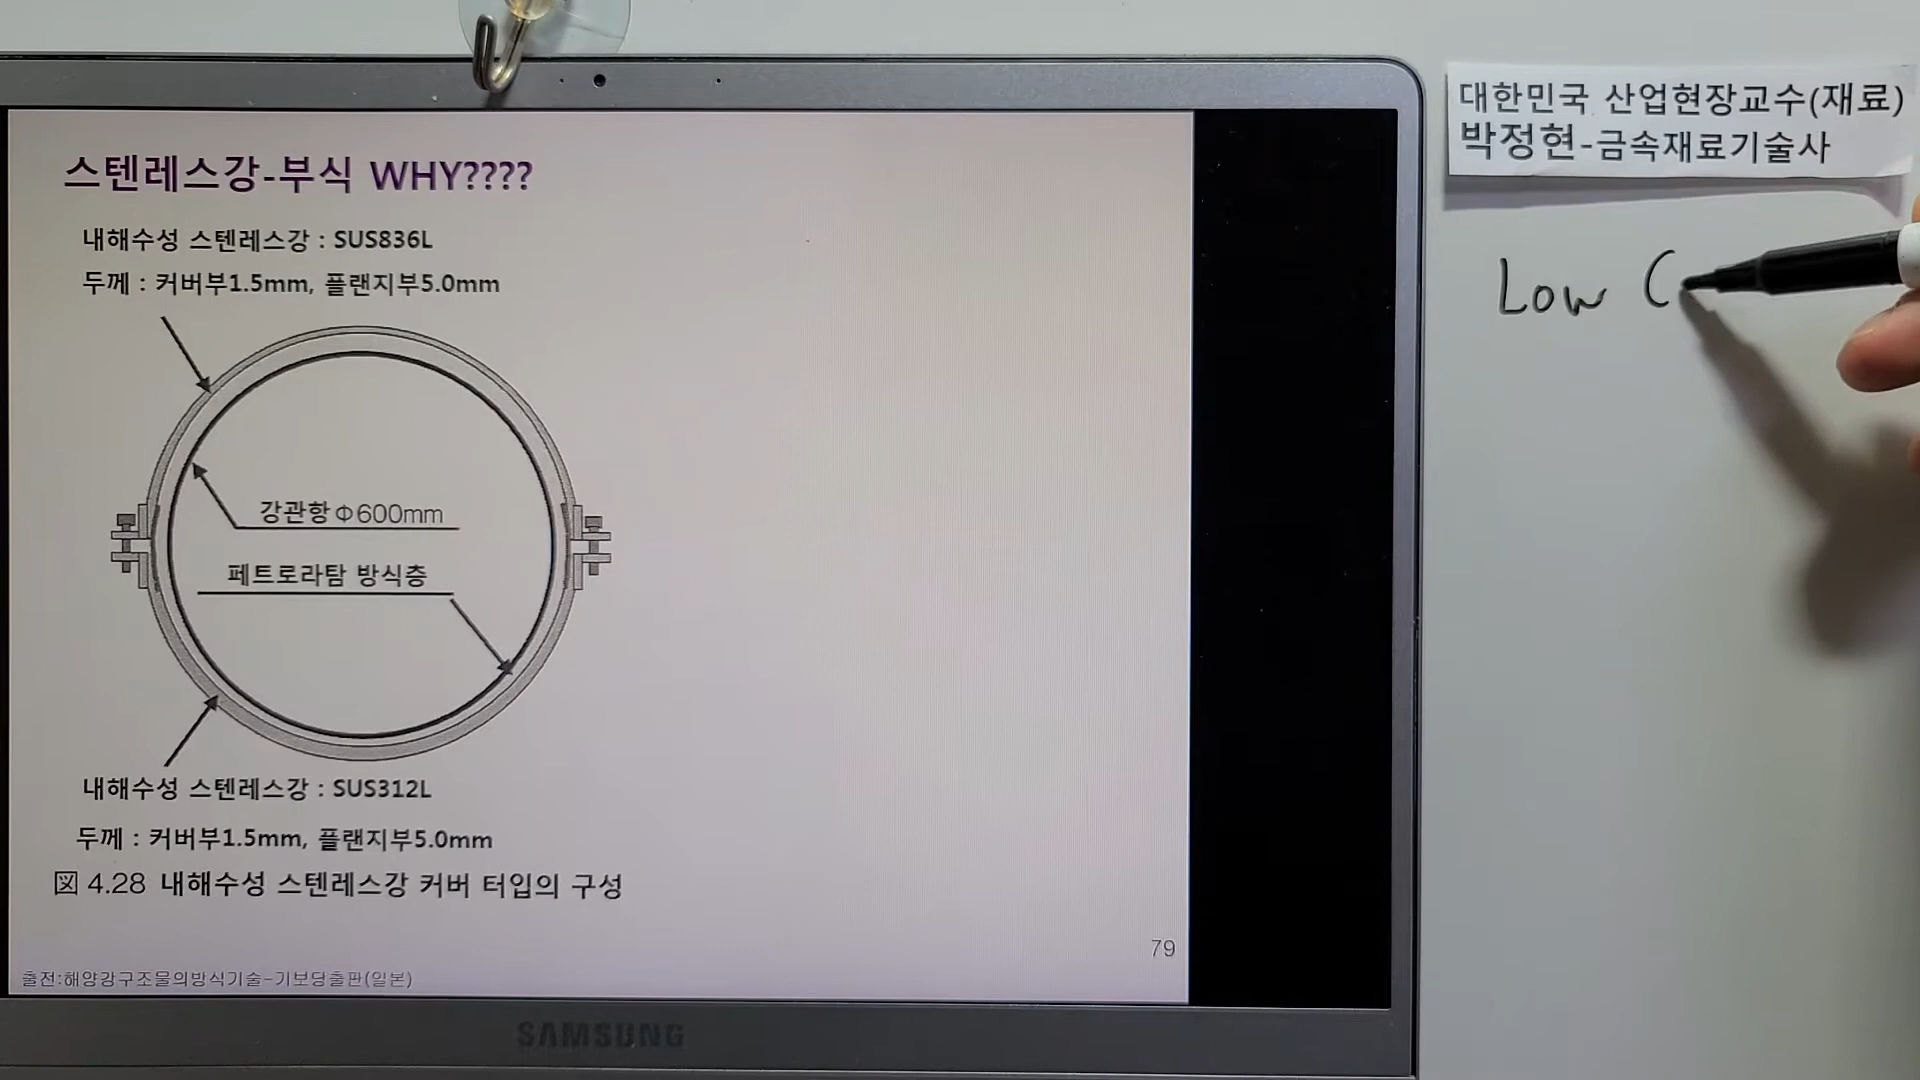 스텐레스강-부식 WHY????
내해수성 스텐레스강 : SUS836L
두께 : 커버부1.5mm, 플랜지부5.0mm
강관항Φ600mm
페트로라탐 방식층
내해수성 스텐레스강 : SUS312L
두께 : 커버부1.5mm, 플랜지부5.0mm
図 4.28 내해수성 스텐레스강 커버 터입의 구성
79
출전:해양강구조물의방식기술-기보당출판(일본)
SAMSUNG
대한민국 산업현장교수(재료)
박정현-금속재료기술사
Low C